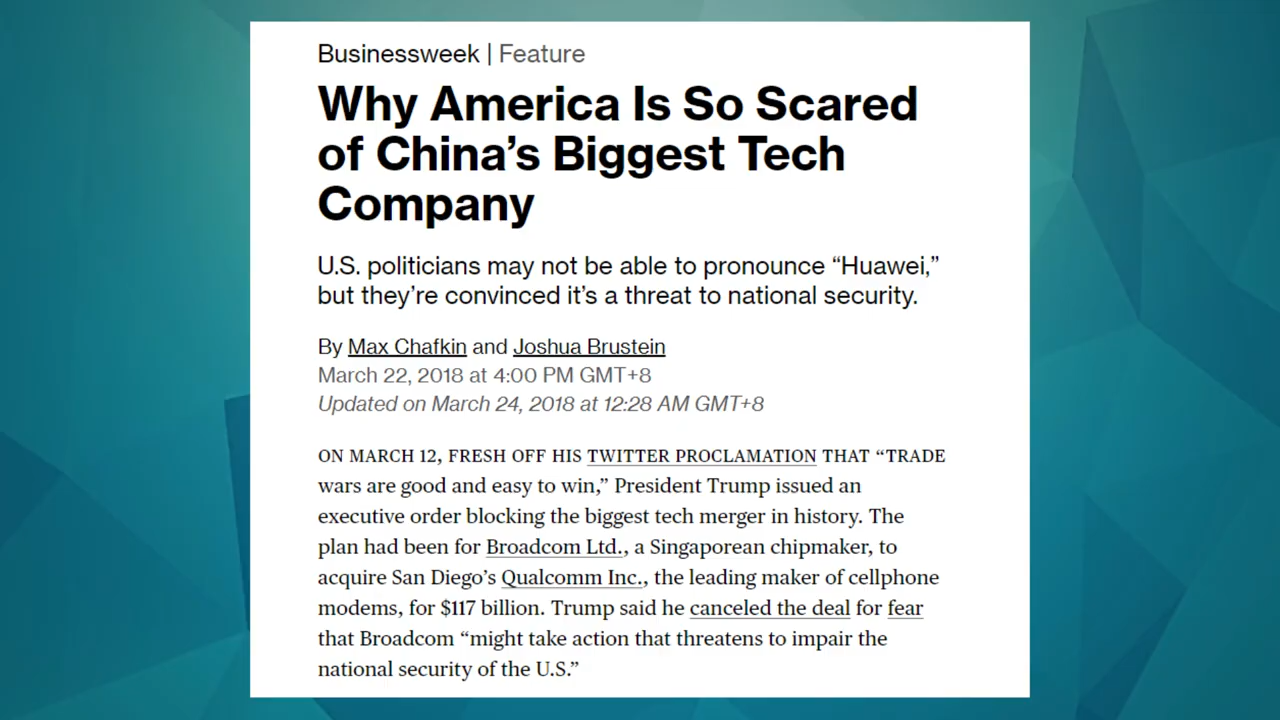 Businessweek | Feature
Why America Is So Scared
of China’s Biggest Tech
Company
U.S. politicians may not be able to pronounce “Huawei,”
but they’re convinced it’s a threat to national security.
By Max Chafkin and Joshua Brustein
March 22, 2018 at 4:00 PM GMT+8
Updated on March 24, 2018 at 12:28 AM GMT+8
ON MARCH 12, FRESH OFF HIS TWITTER PROCLAMATION THAT “TRADE
wars are good and easy to win,” President Trump issued an
executive order blocking the biggest tech merger in history. The
plan had been for Broadcom Ltd., a Singaporean chipmaker, to
acquire San Diego’s Qualcomm Inc., the leading maker of cellphone
modems, for $117 billion. Trump said he canceled the deal for fear
that Broadcom “might take action that threatens to impair the
national security of the U.S.”